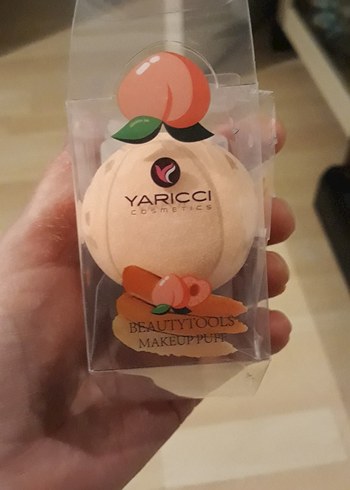 YARICCI
cosmetics
BEAUTYTOOLS
MAKEUP PUFF